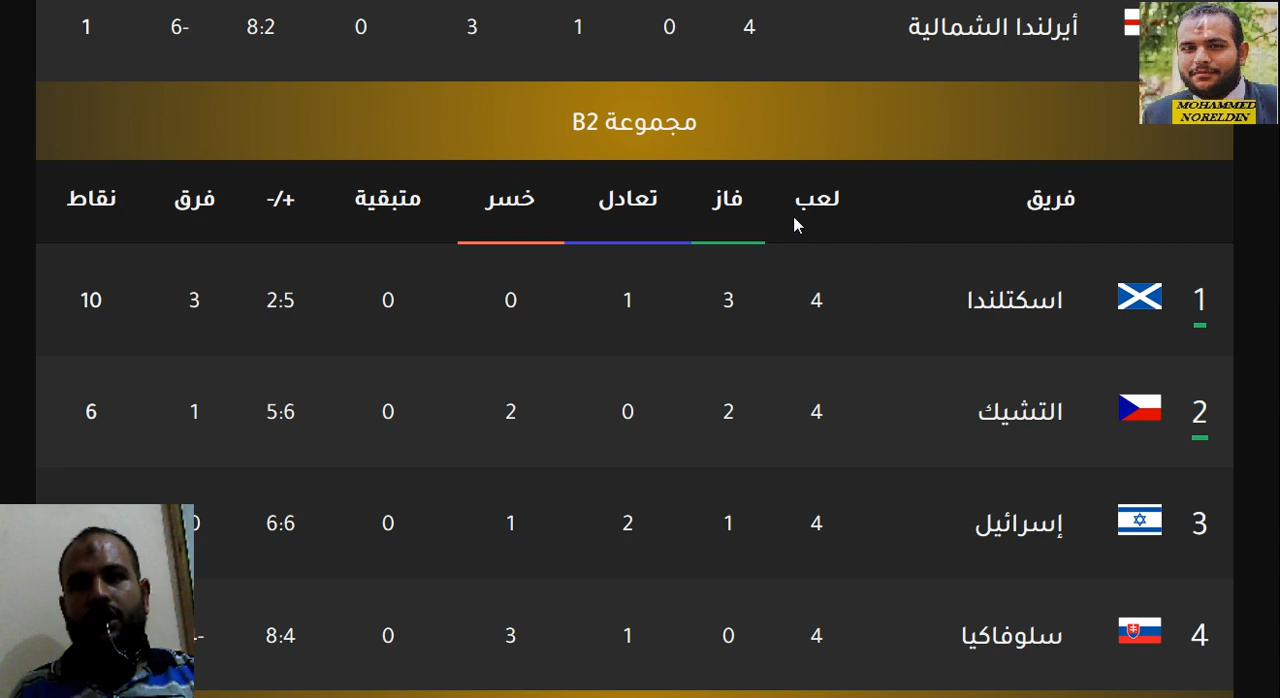 أيرلندا الشمالية 4 0 1 3 0 8:2 6- 1
MOHAMMED
NORELDIN
مجموعة B2
فريق لعب فاز تعادل خسر متبقية +/- فرق نقاط
1 اسكتلندا 4 3 1 0 0 2:5 3 10
2 التشيك 4 2 0 2 0 5:6 1 6
3 إسرائيل 4 1 2 1 0 6:6 0
4 سلوفاكيا 4 0 1 3 0 8:4